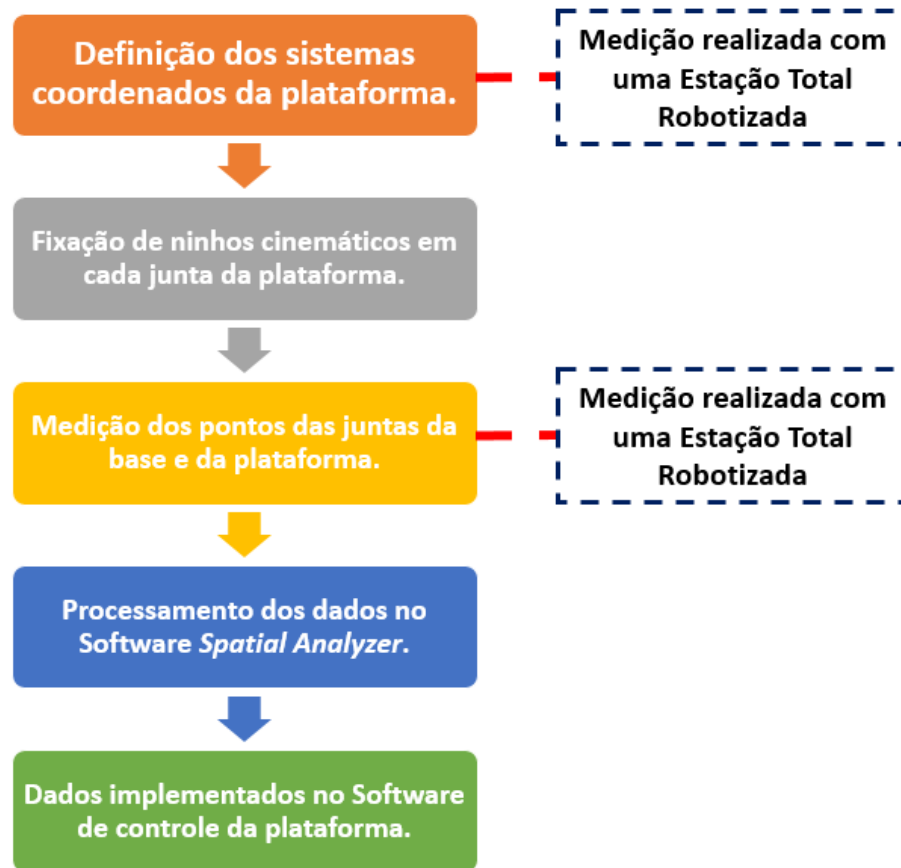 Definição dos sistemas
coordenados da plataforma.
Medição realizada com
uma Estação Total
Robotizada
Fixação de ninhos cinemáticos em
cada junta da plataforma.
Medição dos pontos das juntas da
base e da plataforma.
Medição realizada com
uma Estação Total
Robotizada
Processamento dos dados no
Software Spatial Analyzer.
Dados implementados no Software
de controle da plataforma.